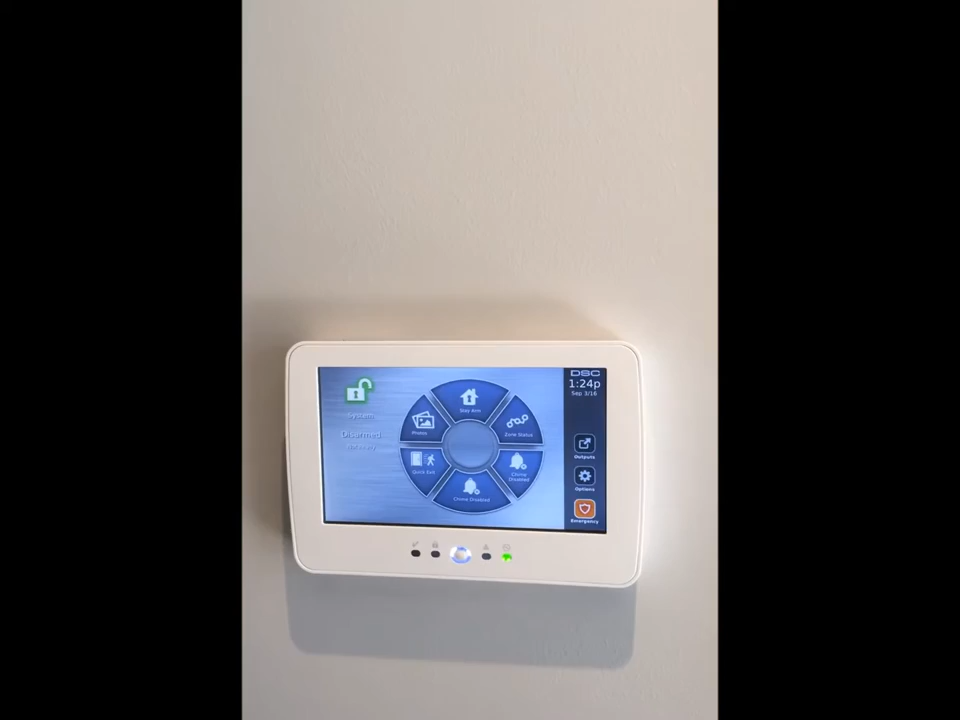 System
Disarmed
Stay Arm
Photos
Zone Status
Quick Exit
Chime
Disabled
Chime Disabled
DSC
1:24p
Sep 3/16
Outputs
Options
Emergency